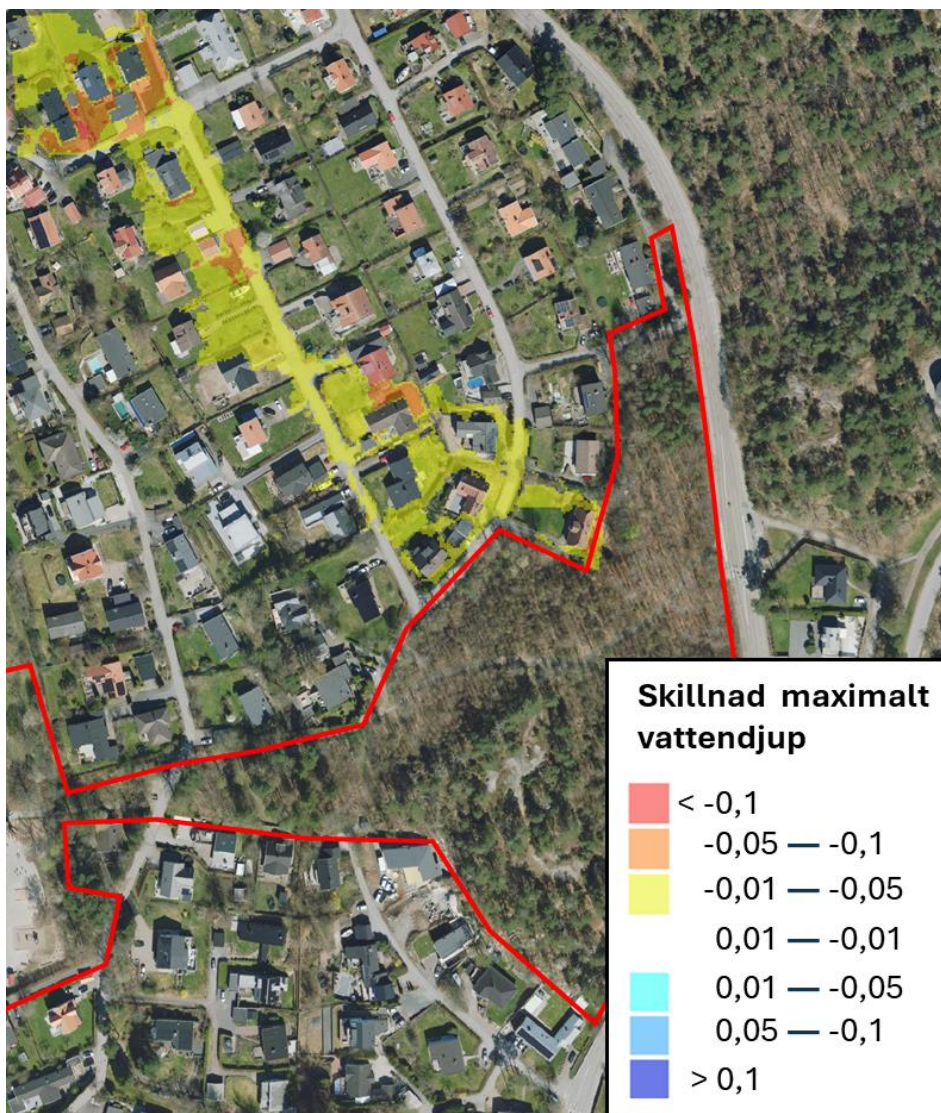 Skillnad maximalt
vattendjup
< -0,1
-0,05 — -0,1
-0,01 — -0,05
0,01 — -0,01
0,01 — -0,05
0,05 — -0,1
> 0,1